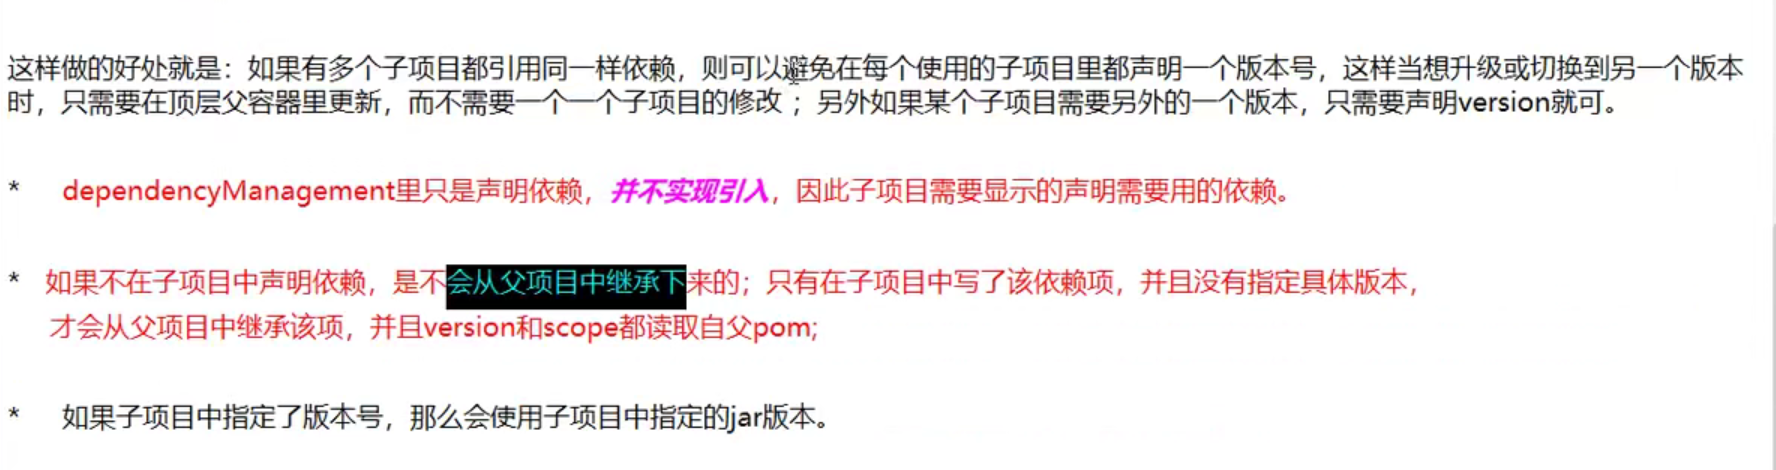 这样做的好处就是：如果有多个子项目都引用同一样依赖，则可以避免在每个使用的子项目里都声明一个版本号，这样当想升级或切换到另一个版本
时，只需要在顶层父容器里更新，而不需要一个一个子项目的修改 ；另外如果某个子项目需要另外的一个版本，只需要声明version就可。
* dependencyManagement里只是声明依赖，并不实现引入，因此子项目需要显示的声明需要用的依赖。
* 如果不在子项目中声明依赖，是不会从父项目中继承下来的；只有在子项目中写了该依赖项，并且没有指定具体版本，
才会从父项目中继承该项，并且version和scope都读取自父pom;
* 如果子项目中指定了版本号，那么会使用子项目中指定的jar版本。